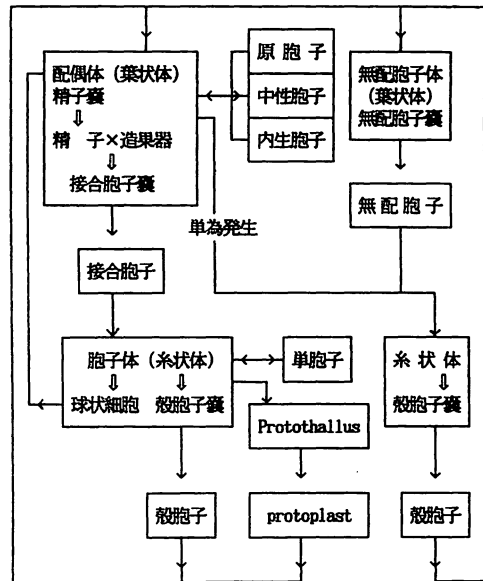 配偶体（葉状体）
精子嚢
⇩
精 子×造果器
⇩
接合胞子嚢
原 胞 子
中性胞子
内生胞子
無配胞子体
（葉状体）
無配胞子嚢
無 配 胞 子
単為発生
接合胞子
胞子体（糸状体）
⇩ ⇩
球状細胞 殻胞子嚢
単胞子
Protothallus
糸 状 体
⇩
殻胞子嚢
殻胞子
protoplast
殻胞子